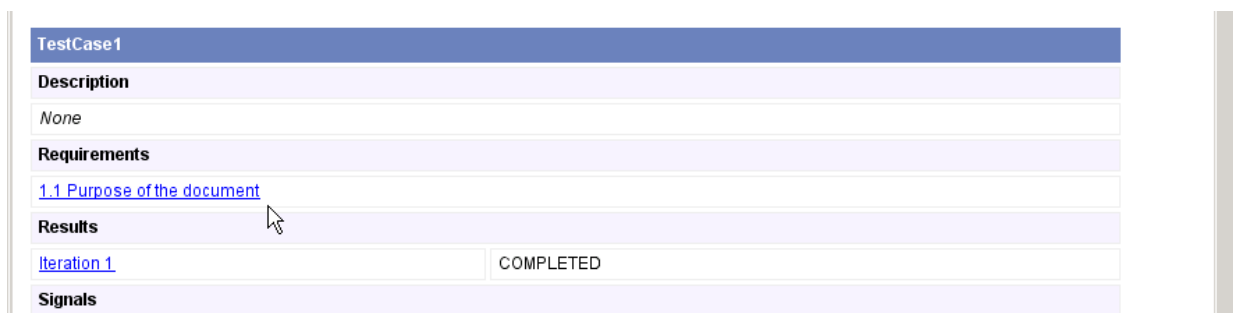 TestCase1
Description
None
Requirements
1.1 Purpose of the document
Results
Iteration 1 COMPLETED
Signals